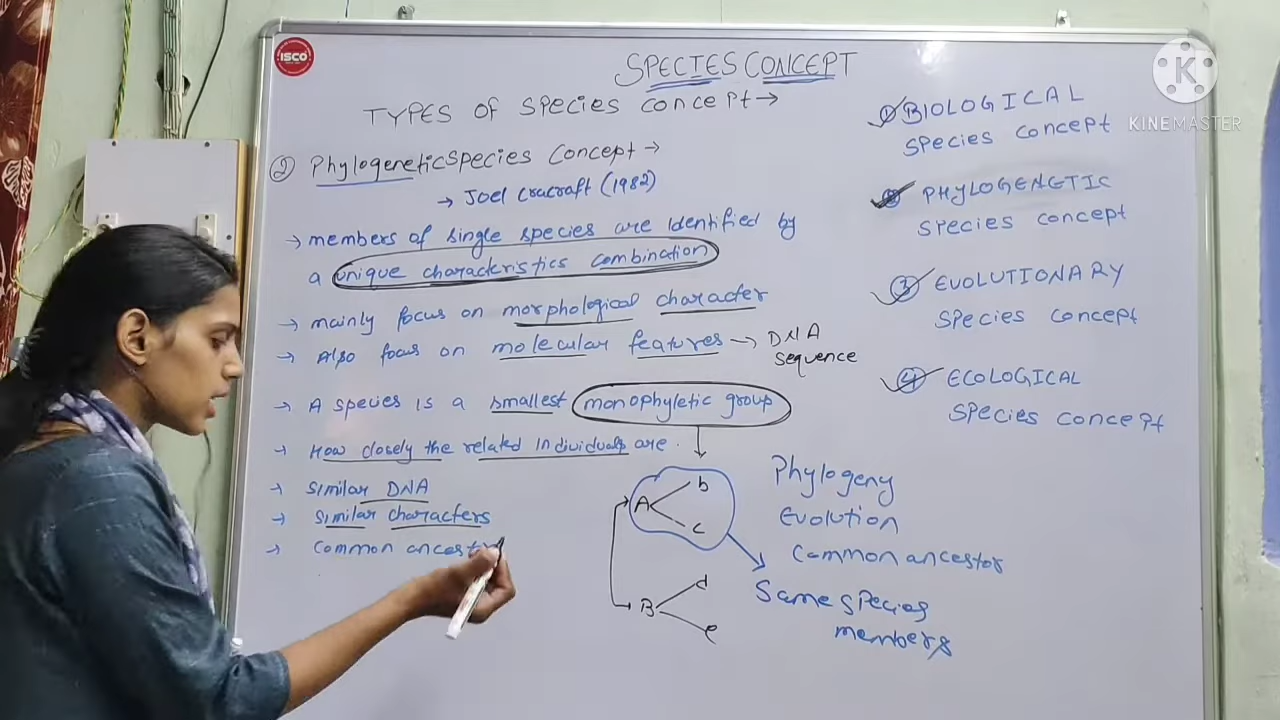 ISCO
SPECIES CONCEPT
TYPES OF SPECIES CONCEPT →
② Phylogenetic species concept →
→ Joel cracraft (1982)
→ members of single species are identified by
a unique characteristics combination
→ mainly focus on morphological character
→ Also focus on molecular features → DNA
sequence
→ A species is a smallest monophyletic group
→ How closely the related individuals are.
→ similar DNA
→ similar characters
→ common ancestor
A b c
B d e
Phylogeny
Evolution
Common ancestor
Same species
members
① BIOLOGICAL
species concept
② PHYLOGENETIC
species concept
③ EVOLUTIONARY
species concept
④ ECOLOGICAL
species concept
K
KINEMASTER